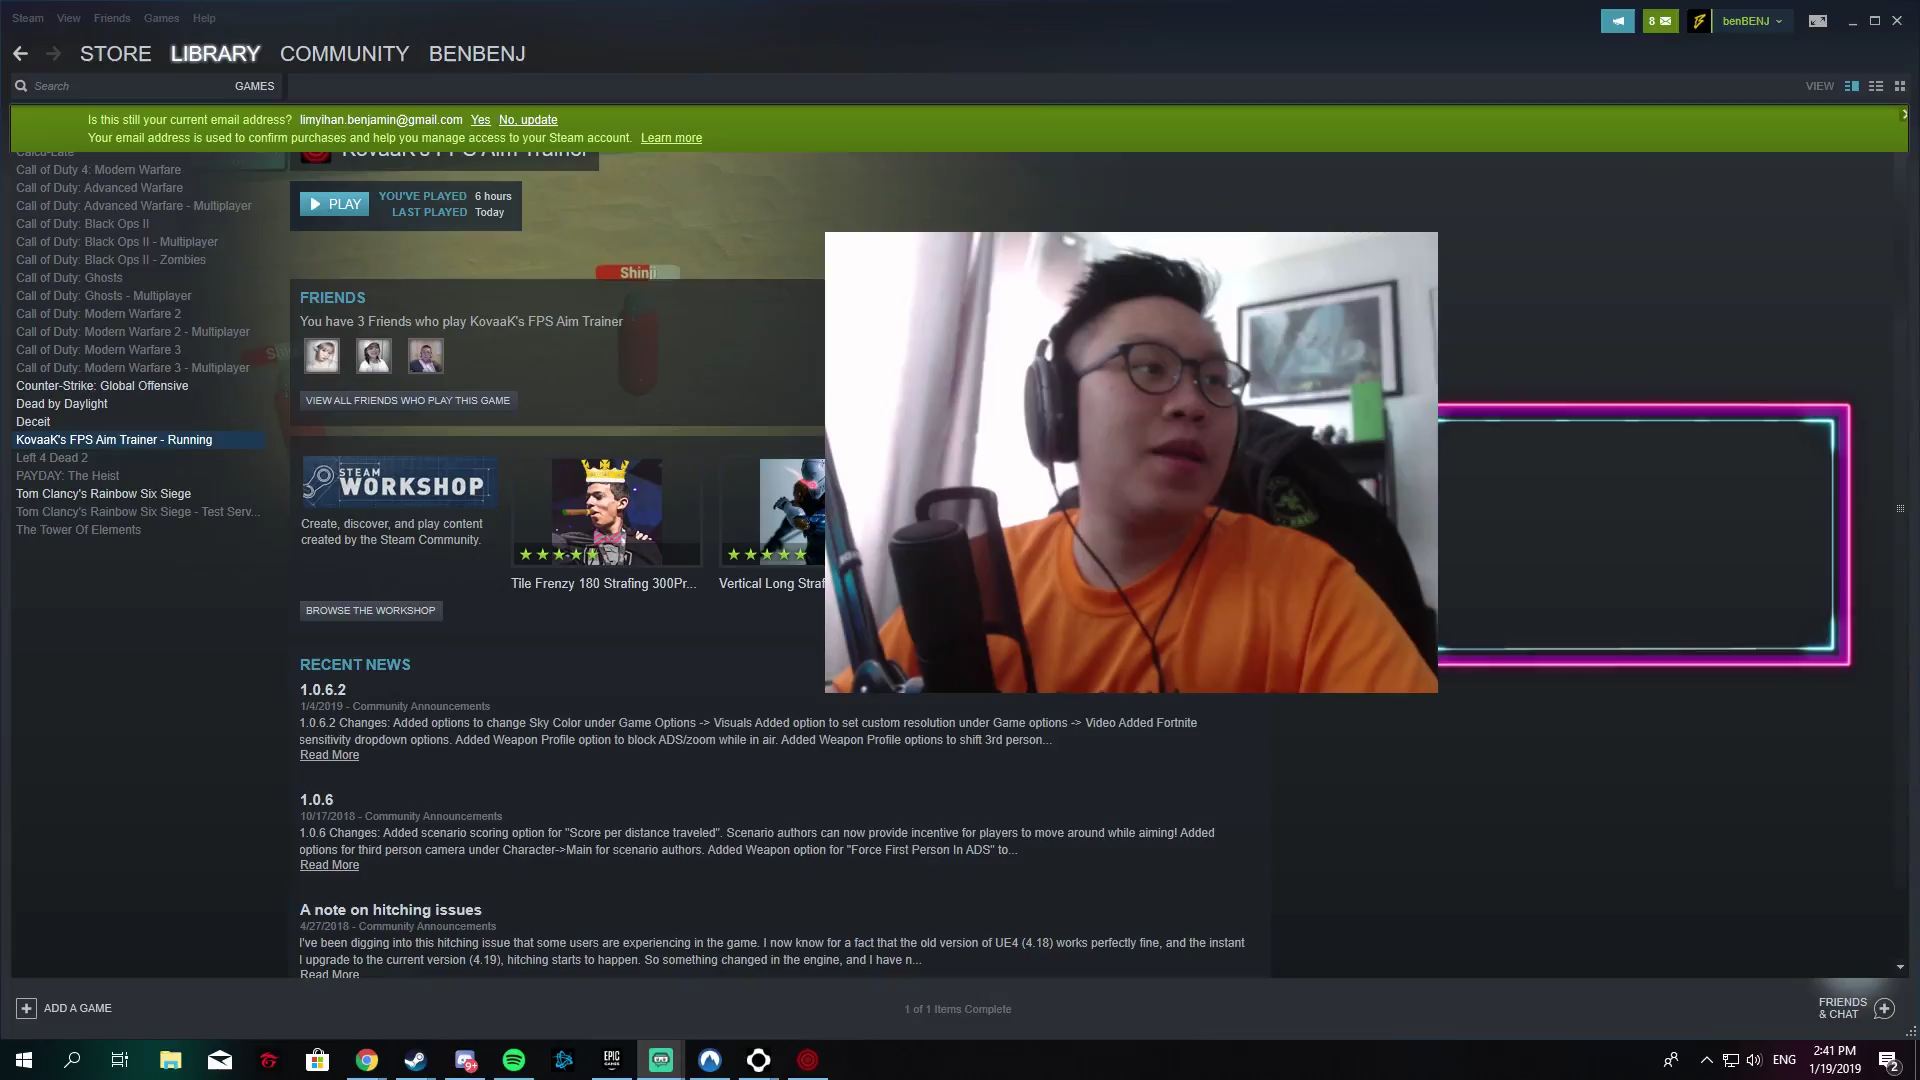 Steam View Friends Games Help
8
benBENJ
STORE LIBRARY COMMUNITY BENBENJ
Search
GAMES
VIEW
Is this still your current email address? limyihan.benjamin@gmail.com Yes No, update
Your email address is used to confirm purchases and help you manage access to your Steam account. Learn more
Calcu-Late
Call of Duty 4: Modern Warfare
Call of Duty: Advanced Warfare
Call of Duty: Advanced Warfare - Multiplayer
Call of Duty: Black Ops II
Call of Duty: Black Ops II - Multiplayer
Call of Duty: Black Ops II - Zombies
Call of Duty: Ghosts
Call of Duty: Ghosts - Multiplayer
Call of Duty: Modern Warfare 2
Call of Duty: Modern Warfare 2 - Multiplayer
Call of Duty: Modern Warfare 3
Call of Duty: Modern Warfare 3 - Multiplayer
Counter-Strike: Global Offensive
Dead by Daylight
Deceit
KovaaK's FPS Aim Trainer - Running
Left 4 Dead 2
PAYDAY: The Heist
Tom Clancy's Rainbow Six Siege
Tom Clancy's Rainbow Six Siege - Test Serv...
The Tower Of Elements
KovaaK's FPS Aim Trainer
PLAY
YOU'VE PLAYED 6 hours
LAST PLAYED Today
Shinji
FRIENDS
You have 3 Friends who play KovaaK's FPS Aim Trainer
VIEW ALL FRIENDS WHO PLAY THIS GAME
STEAM
WORKSHOP
Create, discover, and play content
created by the Steam Community.
BROWSE THE WORKSHOP
Tile Frenzy 180 Strafing 300Pr...
Vertical Long Straf
RECENT NEWS
1.0.6.2
1/4/2019 - Community Announcements
1.0.6.2 Changes: Added options to change Sky Color under Game Options -> Visuals Added option to set custom resolution under Game options -> Video Added Fortnite
sensitivity dropdown options. Added Weapon Profile option to block ADS/zoom while in air. Added Weapon Profile options to shift 3rd person...
Read More
1.0.6
10/17/2018 - Community Announcements
1.0.6 Changes: Added scenario scoring option for "Score per distance traveled". Scenario authors can now provide incentive for players to move around while aiming! Added
options for third person camera under Character->Main for scenario authors. Added Weapon option for "Force First Person In ADS" to...
Read More
A note on hitching issues
4/27/2018 - Community Announcements
I've been digging into this hitching issue that some users are experiencing in the game. I now know for a fact that the old version of UE4 (4.18) works perfectly fine, and the instant
I upgrade to the current version (4.19), hitching starts to happen. So something changed in the engine, and I have n...
Read More
ADD A GAME
1 of 1 Items Complete
FRIENDS
& CHAT
EPIC
GAMES
9+
ENG
2:41 PM
1/19/2019
2